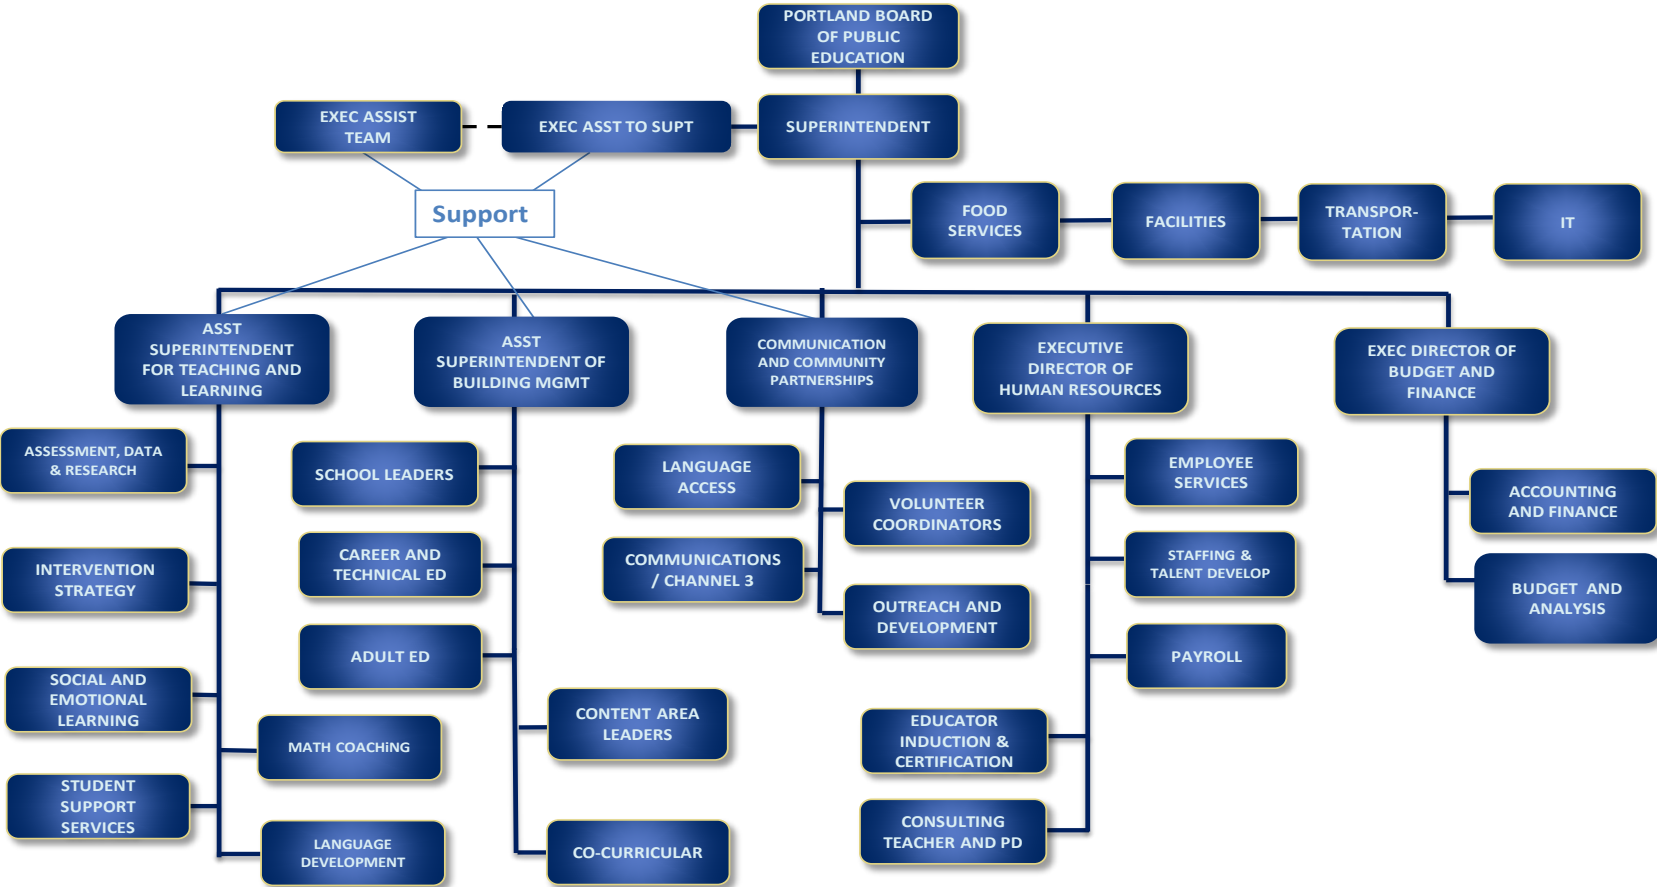 PORTLAND BOARD
OF PUBLIC
EDUCATION
EXEC ASSIST
TEAM
EXEC ASST TO SUPT
SUPERINTENDENT
Support
FOOD
SERVICES
FACILITIES
TRANSPOR-
TATION
IT
ASST
SUPERINTENDENT
FOR TEACHING AND
LEARNING
ASST
SUPERINTENDENT OF
BUILDING MGMT
COMMUNICATION
AND COMMUNITY
PARTNERSHIPS
EXECUTIVE
DIRECTOR OF
HUMAN RESOURCES
EXEC DIRECTOR OF
BUDGET AND
FINANCE
ASSESSMENT, DATA
& RESEARCH
INTERVENTION
STRATEGY
SOCIAL AND
EMOTIONAL
LEARNING
MATH COACHiNG
STUDENT
SUPPORT
SERVICES
LANGUAGE
DEVELOPMENT
SCHOOL LEADERS
CAREER AND
TECHNICAL ED
ADULT ED
CONTENT AREA
LEADERS
CO-CURRICULAR
LANGUAGE
ACCESS
VOLUNTEER
COORDINATORS
COMMUNICATIONS
/ CHANNEL 3
OUTREACH AND
DEVELOPMENT
EMPLOYEE
SERVICES
STAFFING &
TALENT DEVELOP
PAYROLL
EDUCATOR
INDUCTION &
CERTIFICATION
CONSULTING
TEACHER AND PD
ACCOUNTING
AND FINANCE
BUDGET  AND
ANALYSIS